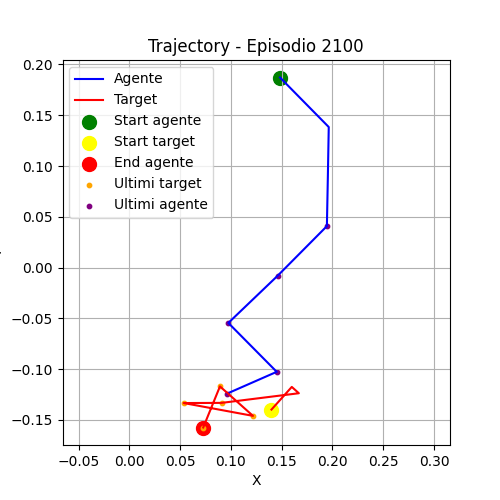 Trajectory - Episodio 2100
Agente
Target
Start agente
Start target
End agente
Ultimi target
Ultimi agente
0.20
0.15
0.10
0.05
0.00
−0.05
−0.10
−0.15
−0.05
0.00
0.05
0.10
0.15
0.20
0.25
0.30
X